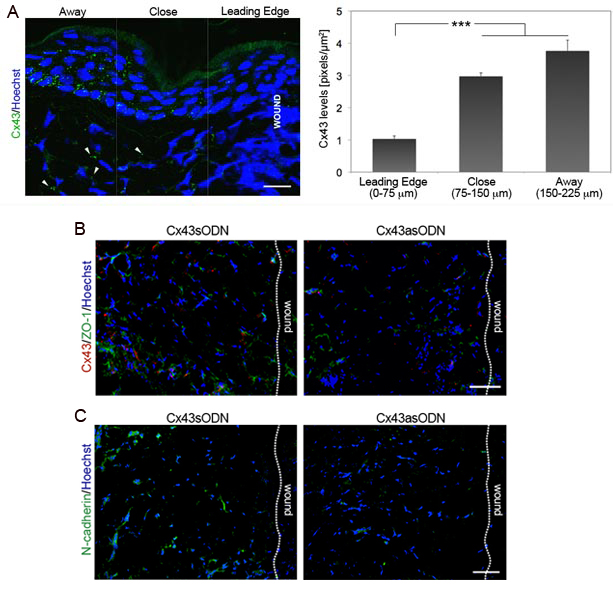 A
Away Close Leading Edge
Cx43/Hoechst
WOUND
Cx43 levels [pixels/μm²]
5
4
3
2
1
0
***
Leading Edge Close Away
(0-75 μm) (75-150 μm) (150-225 μm)
B
Cx43sODN Cx43asODN
Cx43/ZO-1/Hoechst
wound
wound
C
Cx43sODN Cx43asODN
N-cadherin/Hoechst
wound
wound